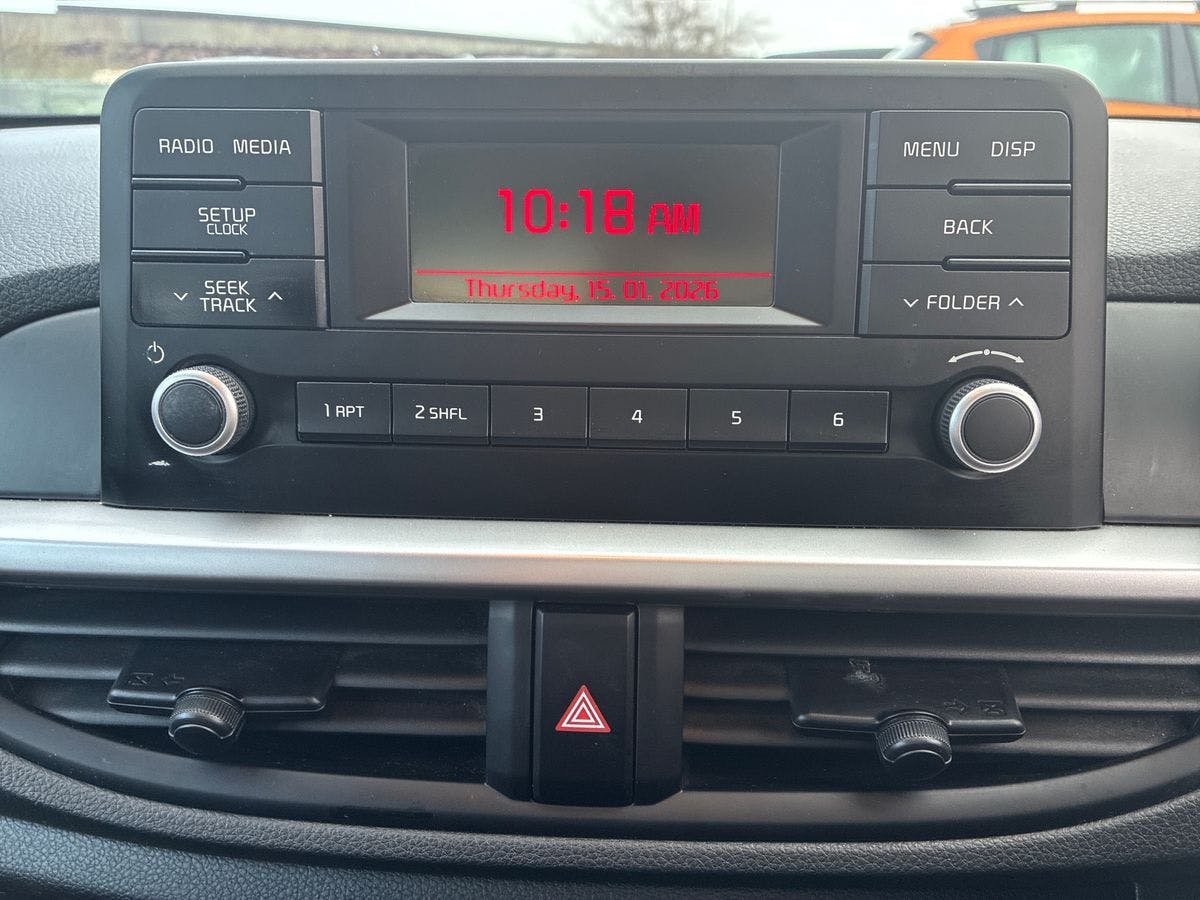 RADIO MEDIA
SETUP
CLOCK
SEEK
TRACK
10:18 AM
Thursday, 15. 01. 2026
MENU DISP
BACK
FOLDER
1 RPT
2 SHFL
3
4
5
6